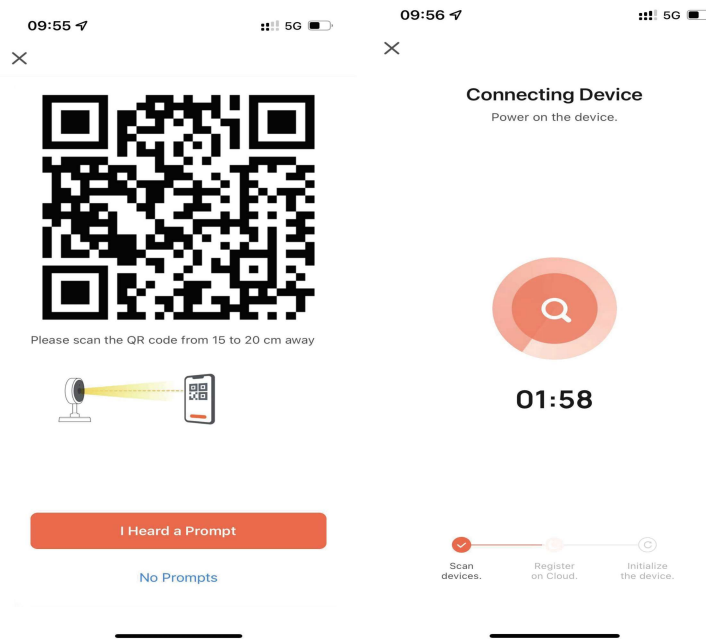 09:55
5G
Please scan the QR code from 15 to 20 cm away
I Heard a Prompt
No Prompts
09:56
5G
Connecting Device
Power on the device.
01:58
Scan
devices.
Register
on Cloud.
Initialize
the device.